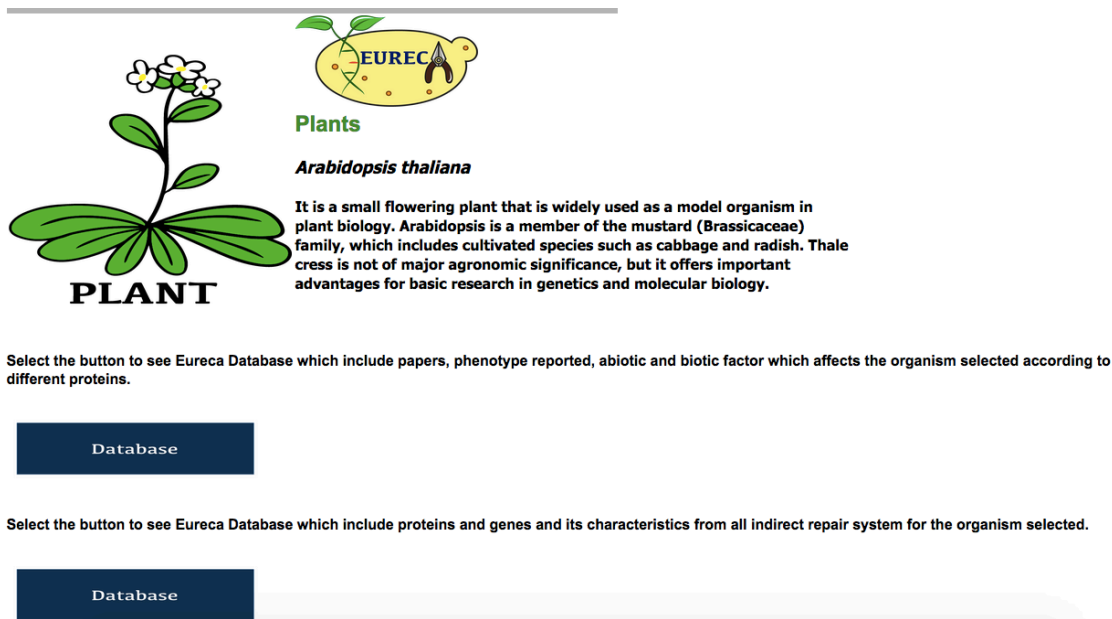 EUREC
Plants
Arabidopsis thaliana
It is a small flowering plant that is widely used as a model organism in
plant biology. Arabidopsis is a member of the mustard (Brassicaceae)
family, which includes cultivated species such as cabbage and radish. Thale
cress is not of major agronomic significance, but it offers important
advantages for basic research in genetics and molecular biology.
PLANT
Select the button to see Eureca Database which include papers, phenotype reported, abiotic and biotic factor which affects the organism selected according to
different proteins.
Database
Select the button to see Eureca Database which include proteins and genes and its characteristics from all indirect repair system for the organism selected.
Database